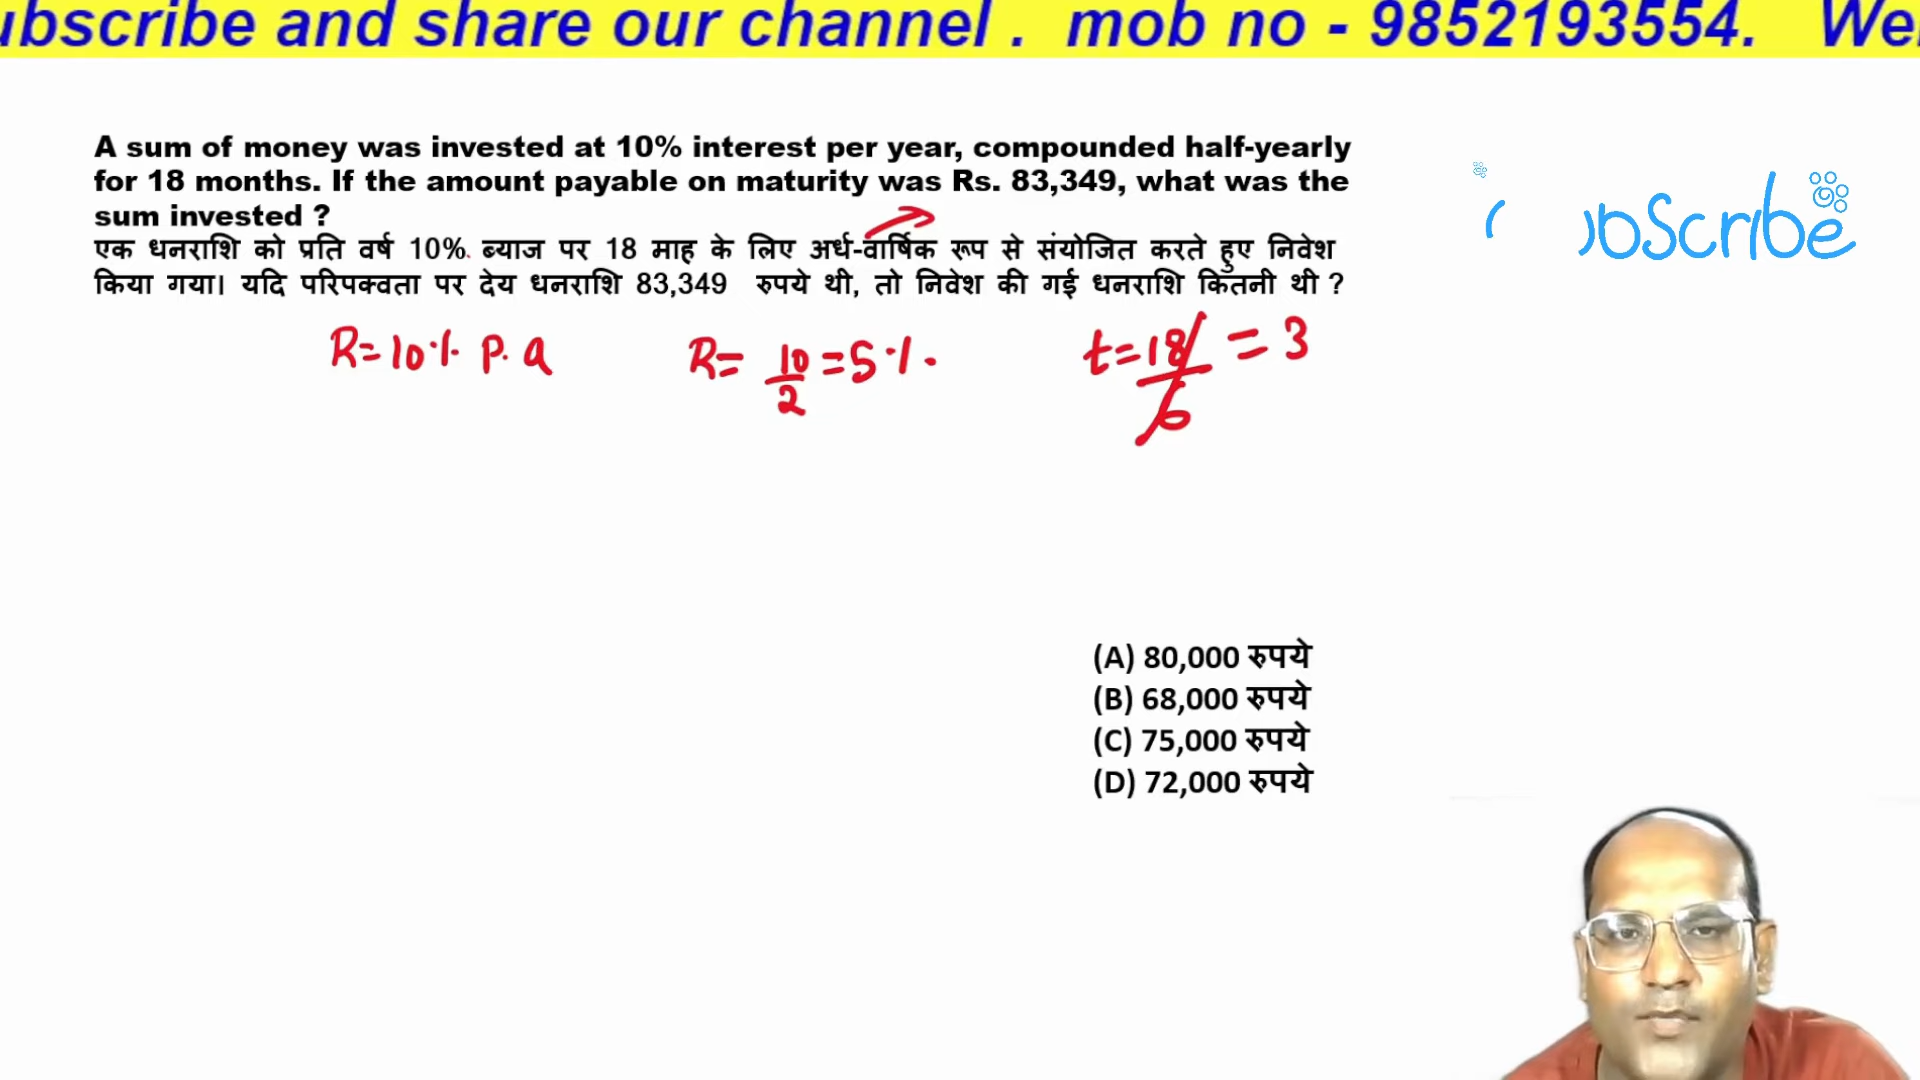 ubscribe and share our channel . mob no - 9852193554. We
A sum of money was invested at 10% interest per year, compounded half-yearly
for 18 months. If the amount payable on maturity was Rs. 83,349, what was the
sum invested ?
एक धनराशि को प्रति वर्ष 10% ब्याज पर 18 माह के लिए अर्ध-वार्षिक रूप से संयोजित करते हुए निवेश
किया गया। यदि परिपक्वता पर देय धनराशि 83,349 रुपये थी, तो निवेश की गई धनराशि कितनी थी ?
ubscribe
R=10% p.a
R= 10/2 =5%.
t= 18/6 = 3
(A) 80,000 रुपये
(B) 68,000 रुपये
(C) 75,000 रुपये
(D) 72,000 रुपये